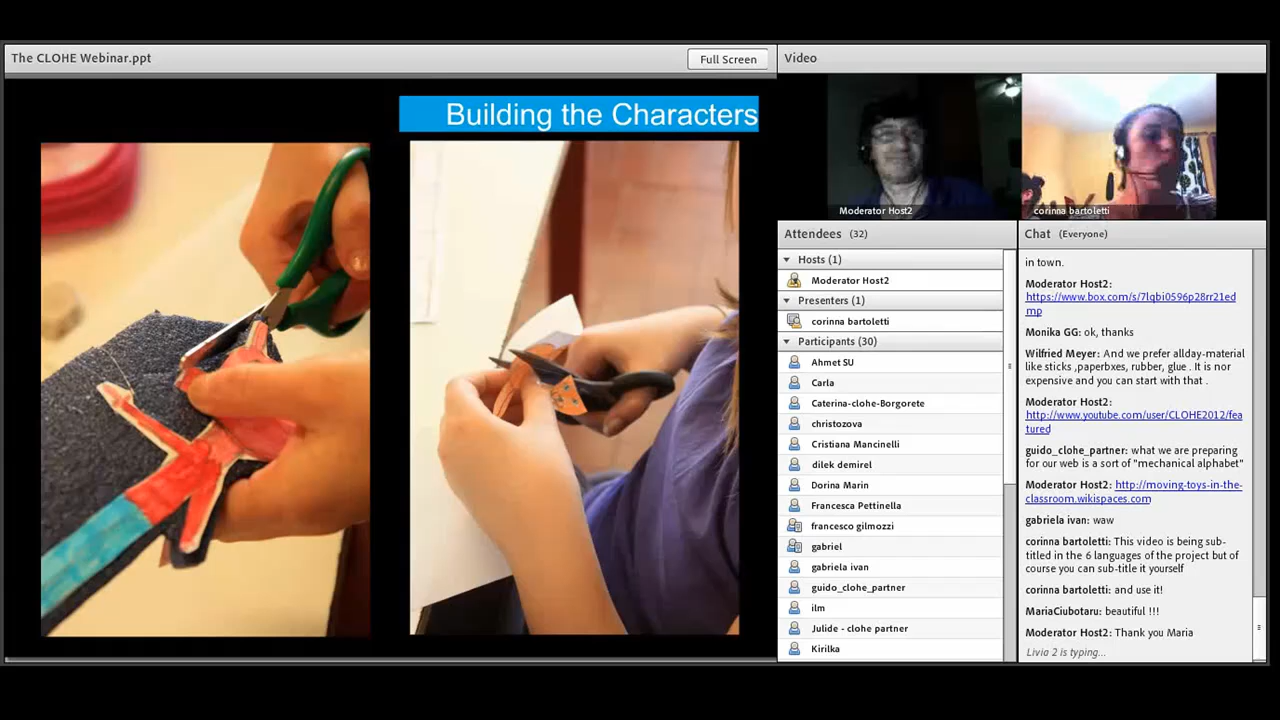 The CLOHE Webinar.ppt
Full Screen
Building the Characters
Video
Moderator Host2
corinna bartoletti
Attendees (32)
Hosts (1)
Moderator Host2
Presenters (1)
corinna bartoletti
Participants (30)
Ahmet SU
Carla
Caterina-clohe-Borgorete
christozova
Cristiana Mancinelli
dilek demirel
Dorina Marin
Francesca Pettinella
francesco gilmozzi
gabriel
gabriela ivan
guido_clohe_partner
ilm
Julide - clohe partner
Kirilka
Chat (Everyone)
in town.
Moderator Host2:
https://www.box.com/s/7lqbi0596p28rr21ed
mp
Monika GG: ok, thanks
Wilfried Meyer: And we prefer allday-material
like sticks ,paperbxes, rubber, glue . It is nor
expensive and you can start with that .
Moderator Host2:
http://www.youtube.com/user/CLOHE2012/fea
tured
guido_clohe_partner: what we are preparing
for our web is a sort of "mechanical alphabet"
Moderator Host2: http://moving-toys-in-the-
classroom.wikispaces.com
gabriela ivan: waw
corinna bartoletti: This video is being sub-
titled in the 6 languages of the project but of
course you can sub-title it yourself
corinna bartoletti: and use it!
MariaCiubotaru: beautiful !!!
Moderator Host2: Thank you Maria
Livia 2 is typing...